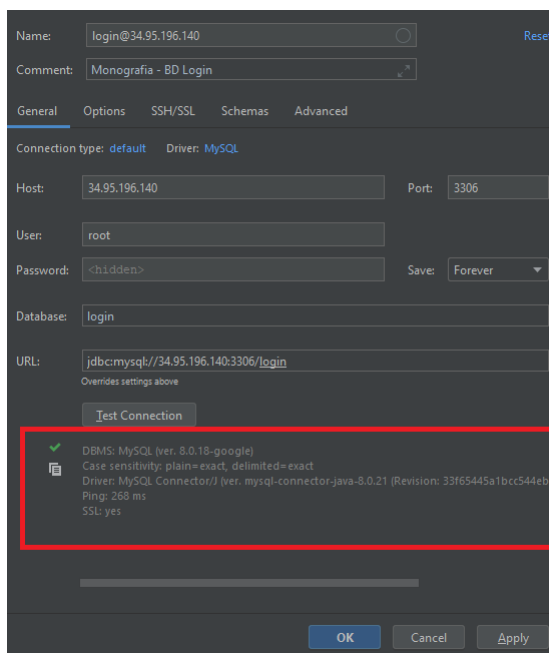 Name: login@34.95.196.140 Reset
Comment: Monografia - BD Login
General Options SSH/SSL Schemas Advanced
Connection type: default Driver: MySQL
Host: 34.95.196.140 Port: 3306
User: root
Password: <hidden> Save: Forever
Database: login
URL: jdbc:mysql://34.95.196.140:3306/login
Overrides settings above
Test Connection
DBMS: MySQL (ver. 8.0.18-google)
Case sensitivity: plain=exact, delimited=exact
Driver: MySQL Connector/J (ver. mysql-connector-java-8.0.21 (Revision: 33f65445a1bcc544eb
Ping: 268 ms
SSL: yes
OK Cancel Apply